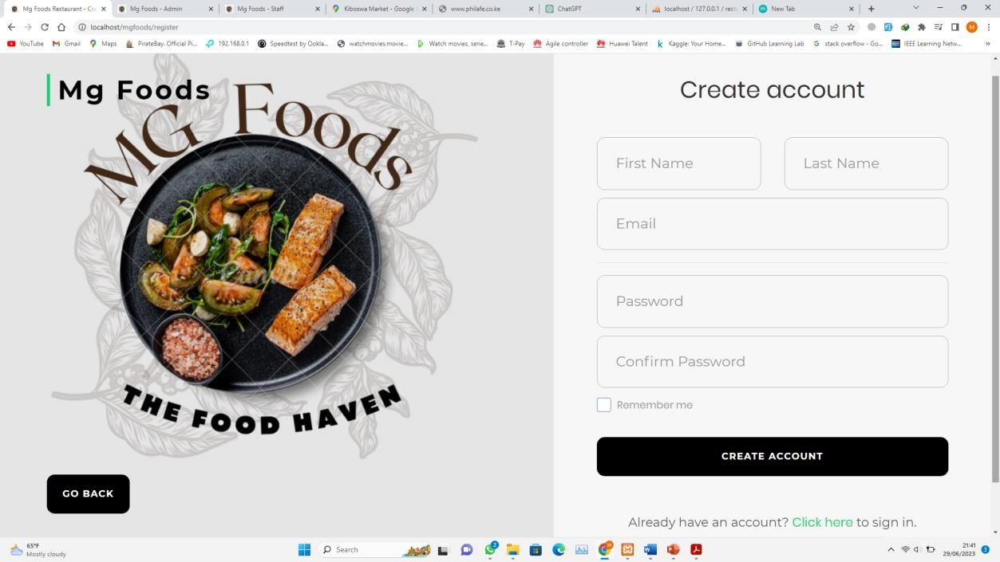 Mg Foods Restaurant - Cre
Mg Foods - Admin
Mg Foods - Staff
Kiboswa Market - Google
www.philafe.co.ke
ChatGPT
localhost / 127.0.0.1 / rest
New Tab
localhost/mgfoods/register
M
YouTube
Gmail
Maps
PirateBay. Official Pi...
192.168.0.1
Speedtest by Ookla...
watchmovies.movie...
Watch movies, serie...
T-Pay
Agile controller
Huawei Talent
Kaggle: Your Home...
GitHub Learning Lab
stack overflow - Go...
IEEE Learning Netw...
Mg Foods
MG Foods
THE FOOD HAVEN
GO BACK
Create account
First Name
Last Name
Email
Password
Confirm Password
Remember me
CREATE ACCOUNT
Already have an account? Click here to sign in.
65°F
Mostly cloudy
Search
2
21:41
29/06/2023
3